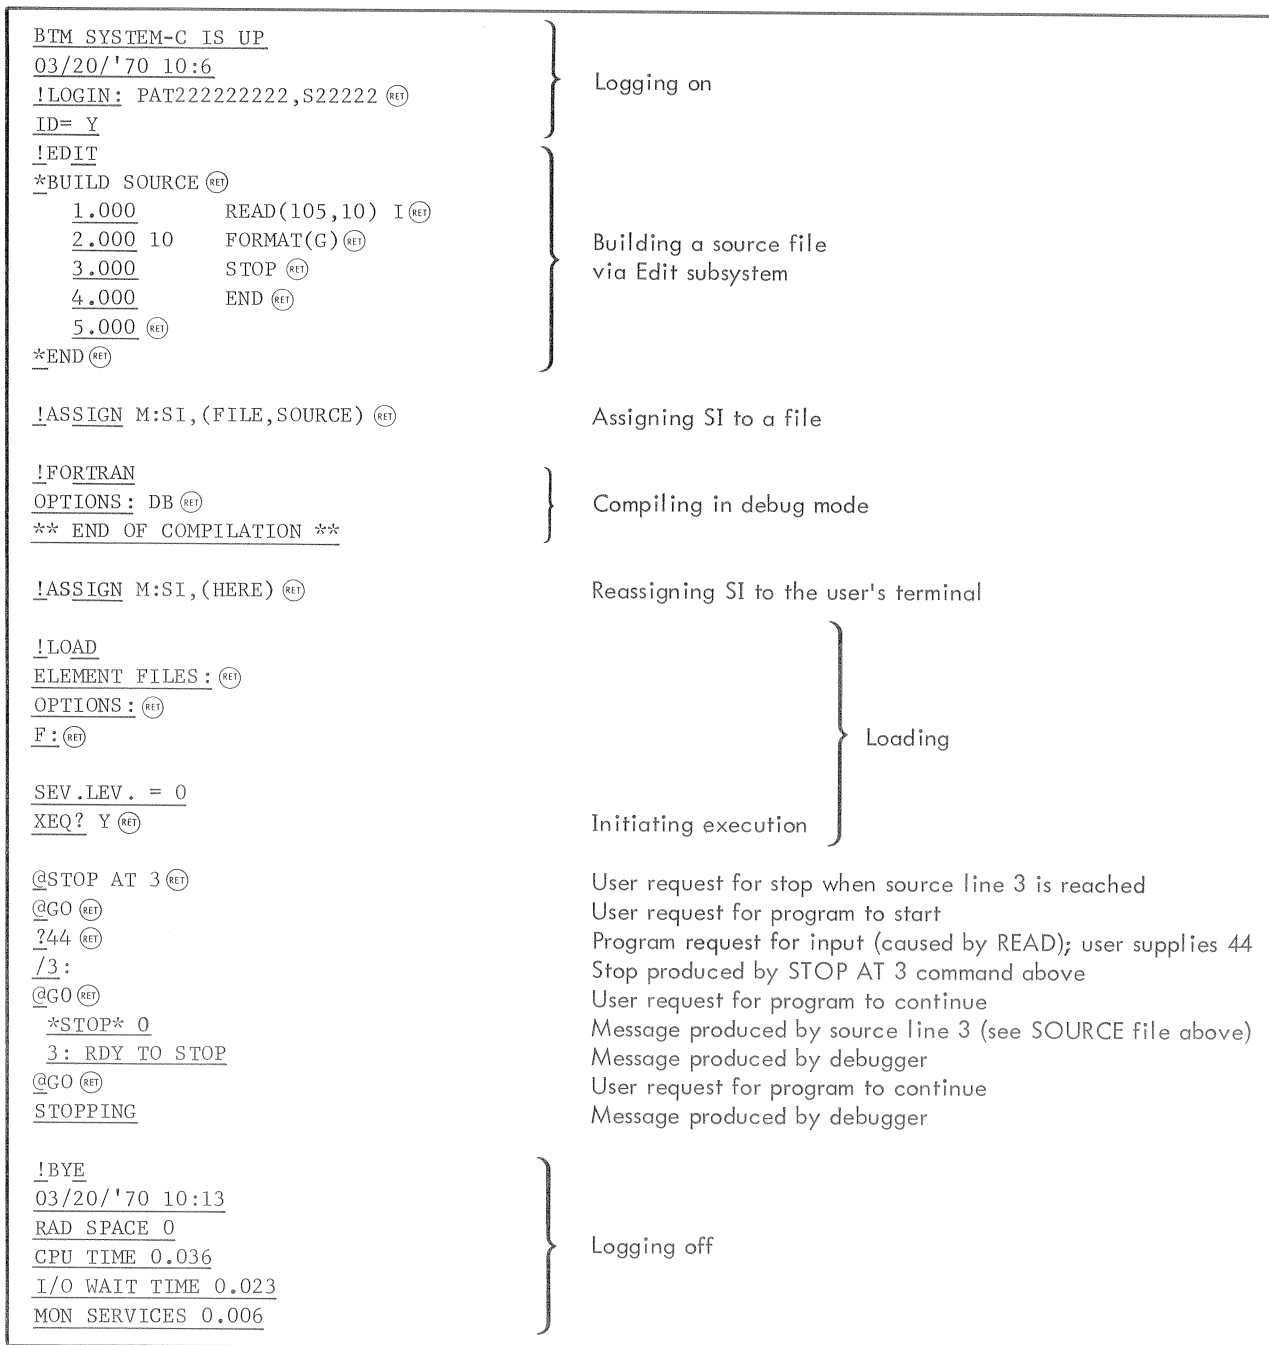 BTM SYSTEM-C IS UP
03/20/'70 10:6
!LOGIN: PAT222222222,S22222 RET
ID= Y
Logging on
!EDIT
*BUILD SOURCE RET
1.000 READ(105,10) I RET
2.000 10 FORMAT(G) RET
3.000 STOP RET
4.000 END RET
5.000 RET
*END RET
Building a source file
via Edit subsystem
!ASSIGN M:SI,(FILE,SOURCE) RET Assigning SI to a file
!FORTRAN
OPTIONS: DB RET
** END OF COMPILATION **
Compiling in debug mode
!ASSIGN M:SI,(HERE) RET Reassigning SI to the user's terminal
!LOAD
ELEMENT FILES: RET
OPTIONS: RET
F: RET
Loading
SEV.LEV. = 0
XEQ? Y RET Initiating execution
@STOP AT 3 RET User request for stop when source line 3 is reached
@GO RET User request for program to start
?44 RET Program request for input (caused by READ); user supplies 44
/3: Stop produced by STOP AT 3 command above
@GO RET User request for program to continue
*STOP* 0 Message produced by source line 3 (see SOURCE file above)
3: RDY TO STOP Message produced by debugger
@GO RET User request for program to continue
STOPPING Message produced by debugger
!BYE
03/20/'70 10:13
RAD SPACE 0
CPU TIME 0.036
I/O WAIT TIME 0.023
MON SERVICES 0.006
Logging off